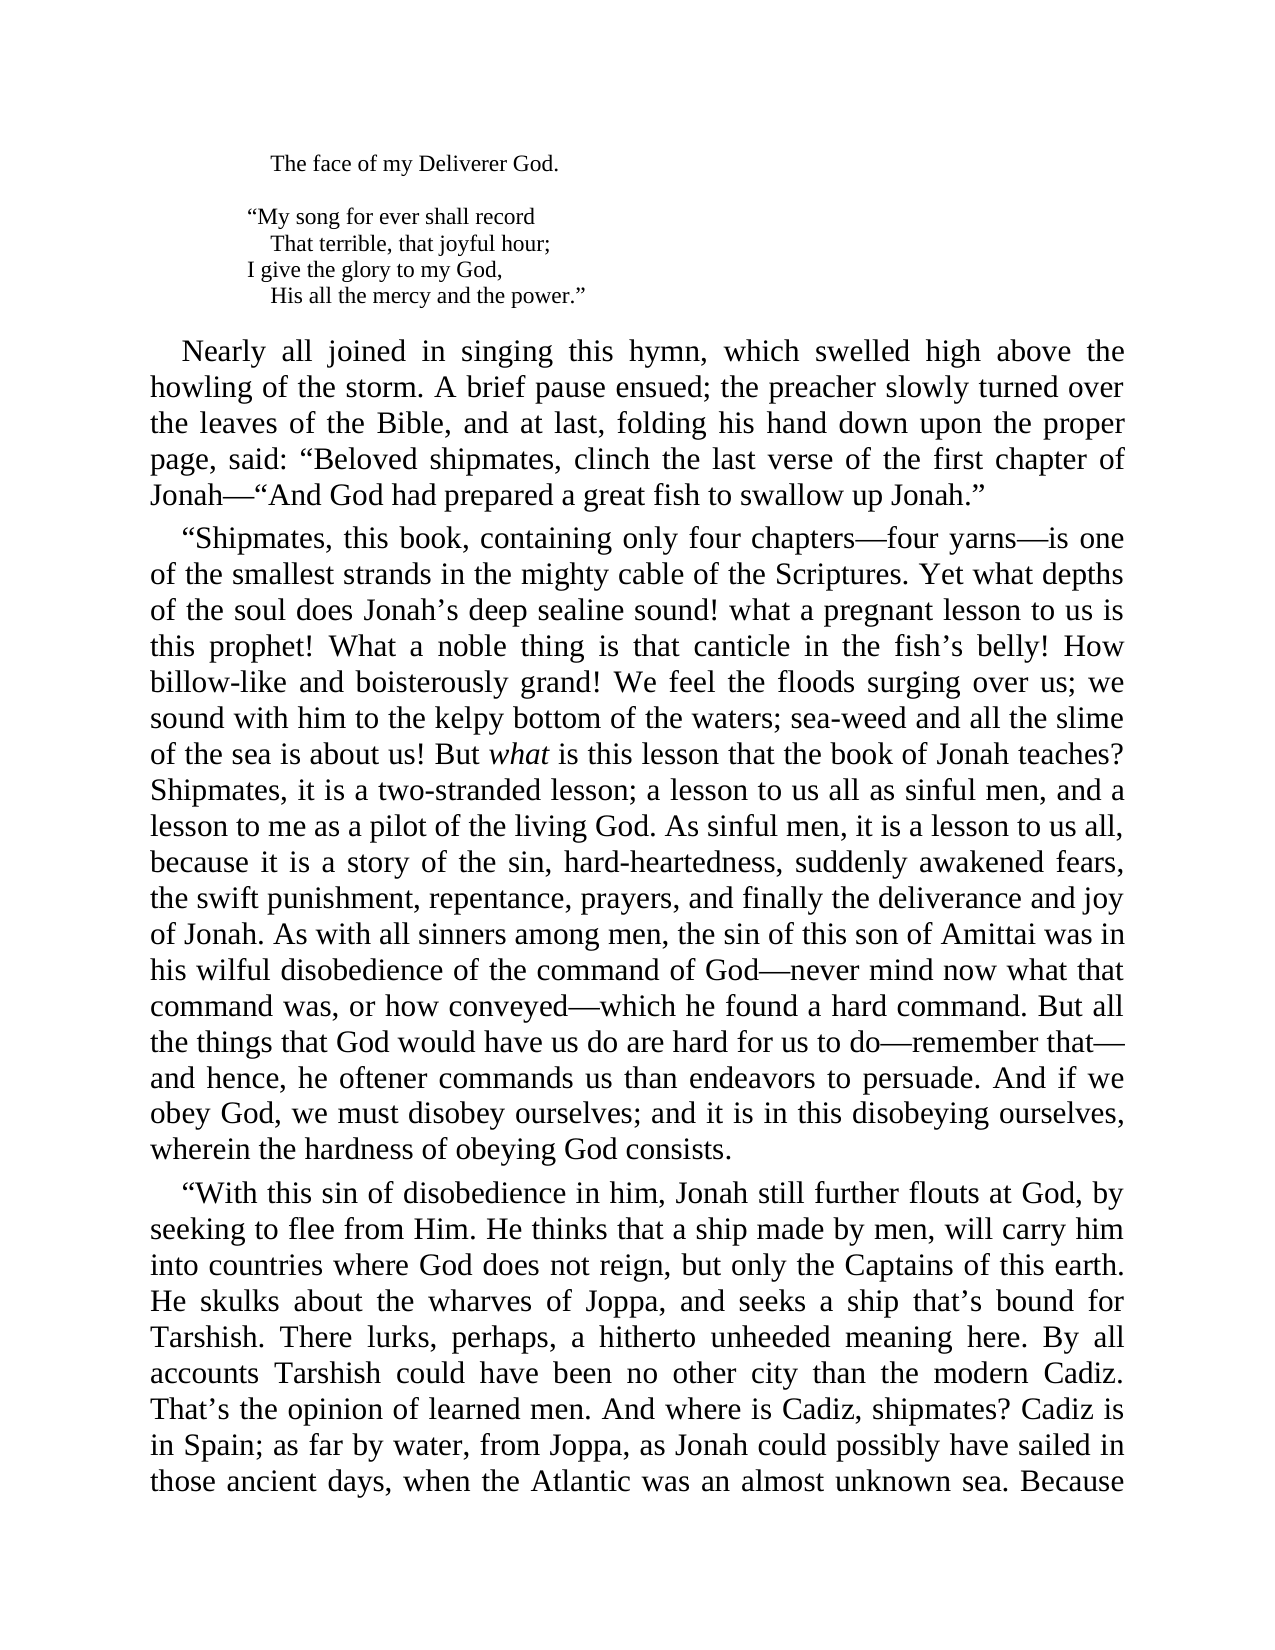 The face of my Deliverer God.
“My song for ever shall record
That terrible, that joyful hour;
I give the glory to my God,
His all the mercy and the power.”
Nearly all joined in singing this hymn, which swelled high above the
howling of the storm. A brief pause ensued; the preacher slowly turned over
the leaves of the Bible, and at last, folding his hand down upon the proper
page, said: “Beloved shipmates, clinch the last verse of the first chapter of
Jonah—“And God had prepared a great fish to swallow up Jonah.”
“Shipmates, this book, containing only four chapters—four yarns—is one
of the smallest strands in the mighty cable of the Scriptures. Yet what depths
of the soul does Jonah’s deep sealine sound! what a pregnant lesson to us is
this prophet! What a noble thing is that canticle in the fish’s belly! How
billow-like and boisterously grand! We feel the floods surging over us; we
sound with him to the kelpy bottom of the waters; sea-weed and all the slime
of the sea is about us! But what is this lesson that the book of Jonah teaches?
Shipmates, it is a two-stranded lesson; a lesson to us all as sinful men, and a
lesson to me as a pilot of the living God. As sinful men, it is a lesson to us all,
because it is a story of the sin, hard-heartedness, suddenly awakened fears,
the swift punishment, repentance, prayers, and finally the deliverance and joy
of Jonah. As with all sinners among men, the sin of this son of Amittai was in
his wilful disobedience of the command of God—never mind now what that
command was, or how conveyed—which he found a hard command. But all
the things that God would have us do are hard for us to do—remember that—
and hence, he oftener commands us than endeavors to persuade. And if we
obey God, we must disobey ourselves; and it is in this disobeying ourselves,
wherein the hardness of obeying God consists.
“With this sin of disobedience in him, Jonah still further flouts at God, by
seeking to flee from Him. He thinks that a ship made by men, will carry him
into countries where God does not reign, but only the Captains of this earth.
He skulks about the wharves of Joppa, and seeks a ship that’s bound for
Tarshish. There lurks, perhaps, a hitherto unheeded meaning here. By all
accounts Tarshish could have been no other city than the modern Cadiz.
That’s the opinion of learned men. And where is Cadiz, shipmates? Cadiz is
in Spain; as far by water, from Joppa, as Jonah could possibly have sailed in
those ancient days, when the Atlantic was an almost unknown sea. Because